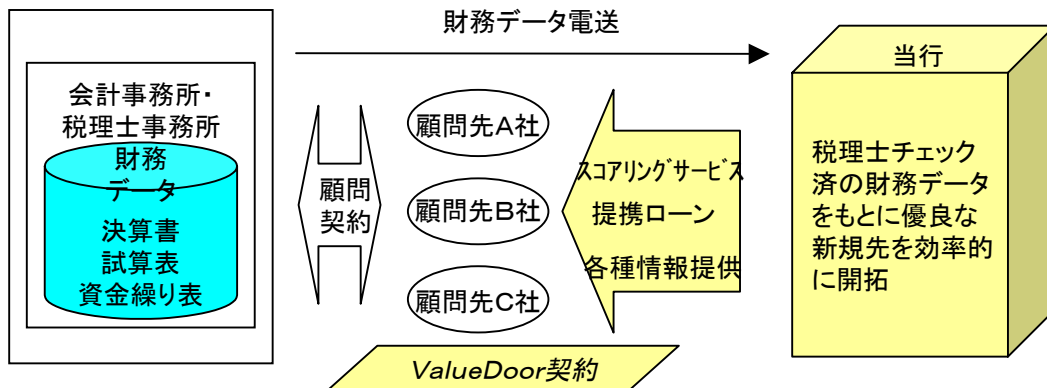 財務データ電送
会計事務所・
税理士事務所
財務
データ
決算書
試算表
資金繰り表
顧問
契約
顧問先A社
顧問先B社
顧問先C社
スコアリングサービス
提携ローン
各種情報提供
当行
税理士チェック
済の財務データ
をもとに優良な
新規先を効率的
に開拓
ValueDoor契約